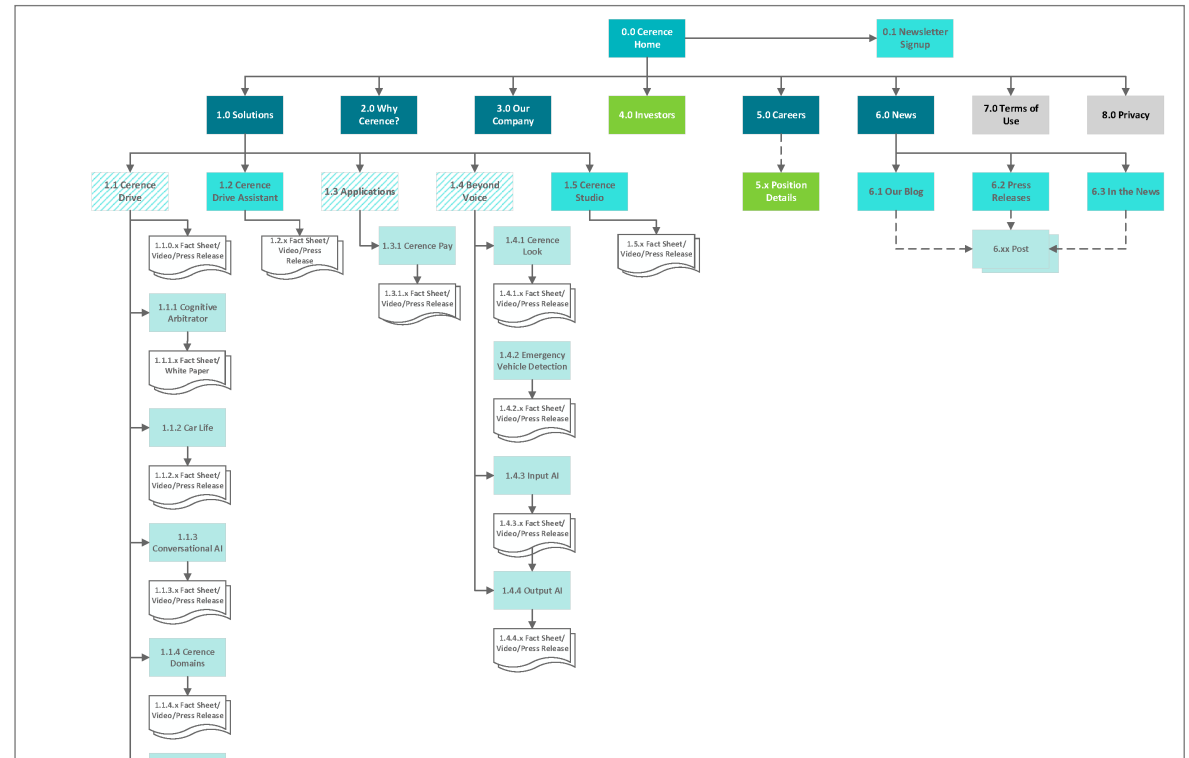 0.0 Cerence
Home
0.1 Newsletter
Signup
1.0 Solutions
2.0 Why
Cerence?
3.0 Our
Company
4.0 Investors
5.0 Careers
6.0 News
7.0 Terms of
Use
8.0 Privacy
1.1 Cerence
Drive
1.2 Cerence
Drive Assistant
1.3 Applications
1.4 Beyond
Voice
1.5 Cerence
Studio
5.x Position
Details
6.1 Our Blog
6.2 Press
Releases
6.3 In the News
1.1.0.x Fact Sheet/
Video/Press Release
1.2.x Fact Sheet/
Video/Press
Release
1.3.1 Cerence Pay
1.4.1 Cerence
Look
1.5.x Fact Sheet/
Video/Press Release
6.xx Post
1.3.1.x Fact Sheet/
Video/Press Release
1.4.1.x Fact Sheet/
Video/Press Release
1.1.1 Cognitive
Arbitrator
1.1.1.x Fact Sheet/
White Paper
1.4.2 Emergency
Vehicle Detection
1.4.2.x Fact Sheet/
Video/Press Release
1.1.2 Car Life
1.1.2.x Fact Sheet/
Video/Press Release
1.4.3 Input AI
1.4.3.x Fact Sheet/
Video/Press Release
1.1.3
Conversational AI
1.1.3.x Fact Sheet/
Video/Press Release
1.4.4 Output AI
1.4.4.x Fact Sheet/
Video/Press Release
1.1.4 Cerence
Domains
1.1.4.x Fact Sheet/
Video/Press Release